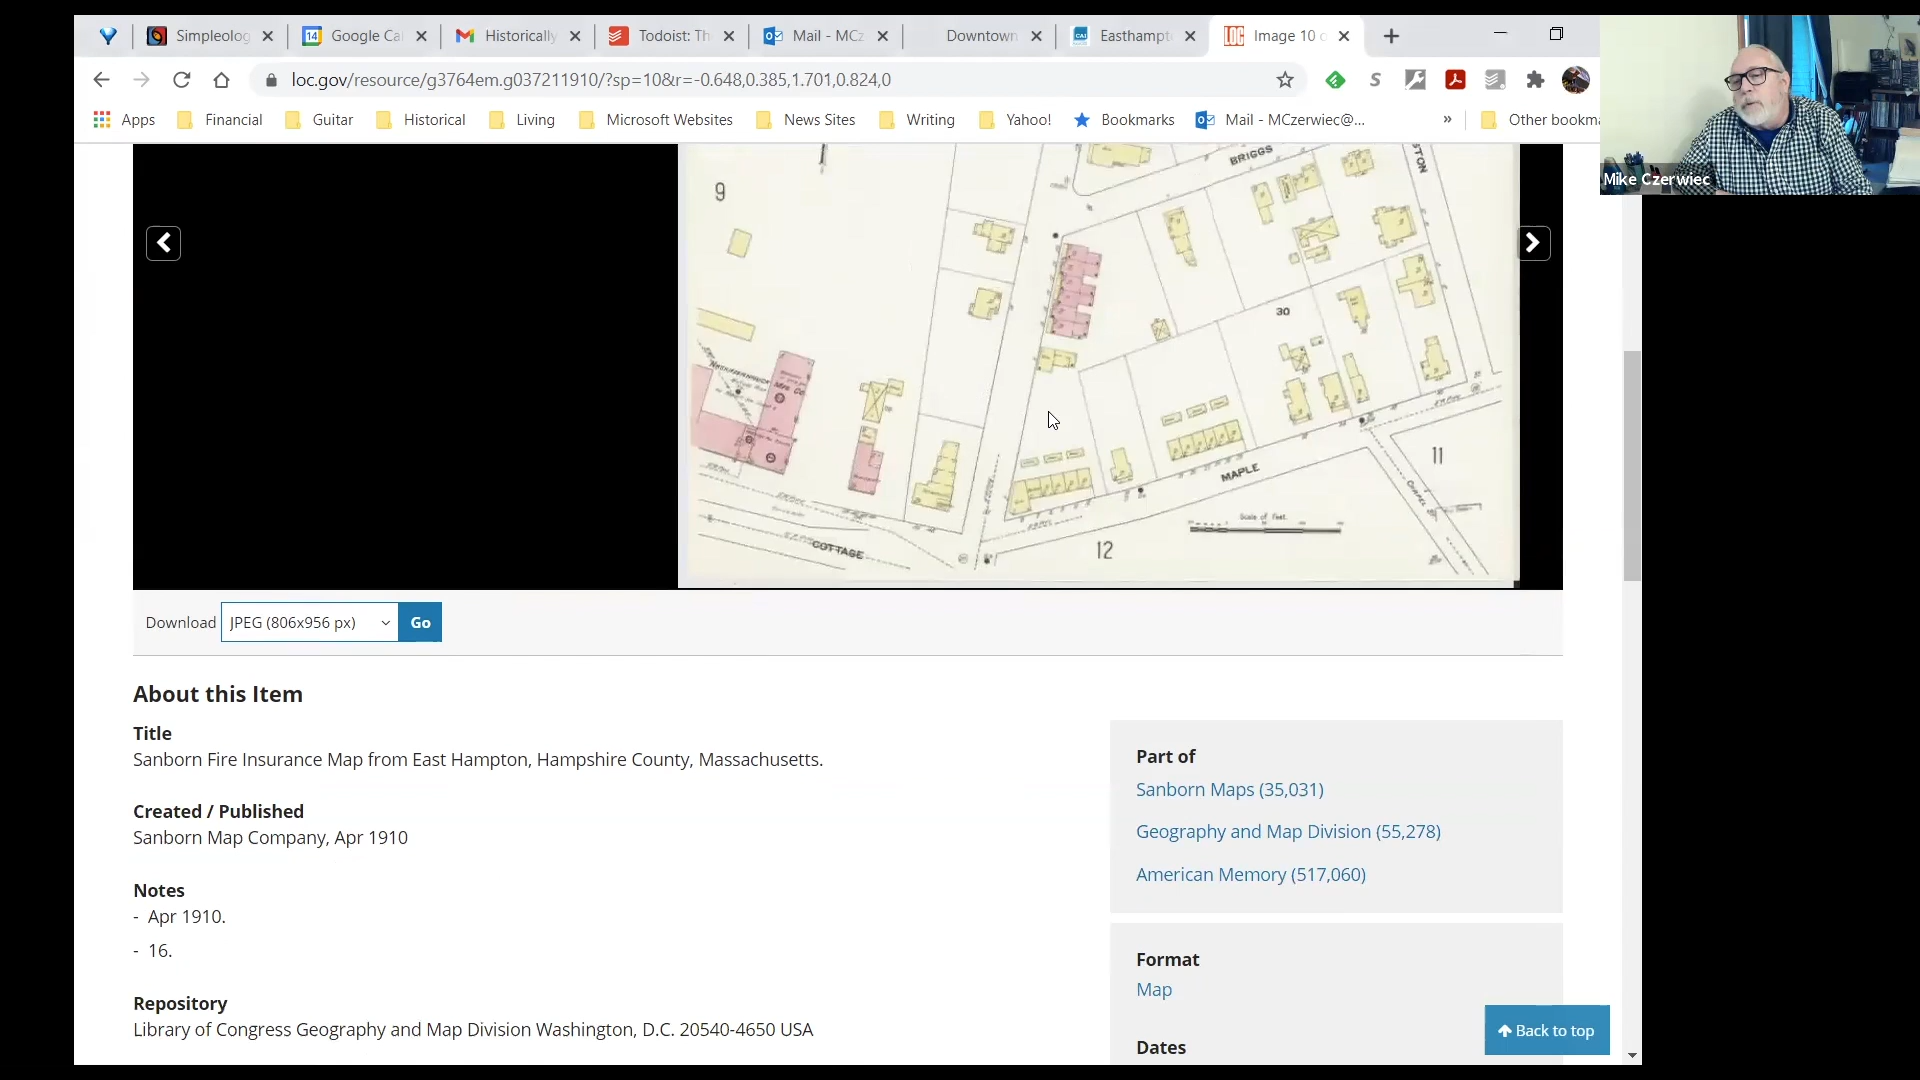 Simpleolog
Google Ca
Historically
Todoist: Th
Mail - MCz
Downtown
Easthampt
Image 10 o
loc.gov/resource/g3764em.g037211910/?sp=10&r=-0.648,0.385,1.701,0.824,0
Apps
Financial
Guitar
Historical
Living
Microsoft Websites
News Sites
Writing
Yahoo!
Bookmarks
Mail - MCzerwiec@...
»
Other bookma
Mike Czerwiec
BRIGGS
STON
9
30
11
MAPLE
Scale of Feet.
COTTAGE
12
CHAPEL
Download
JPEG (806x956 px)
Go
About this Item
Title
Sanborn Fire Insurance Map from East Hampton, Hampshire County, Massachusetts.
Created / Published
Sanborn Map Company, Apr 1910
Notes
- Apr 1910.
- 16.
Repository
Library of Congress Geography and Map Division Washington, D.C. 20540-4650 USA
Part of
Sanborn Maps (35,031)
Geography and Map Division (55,278)
American Memory (517,060)
Format
Map
Dates
Back to top